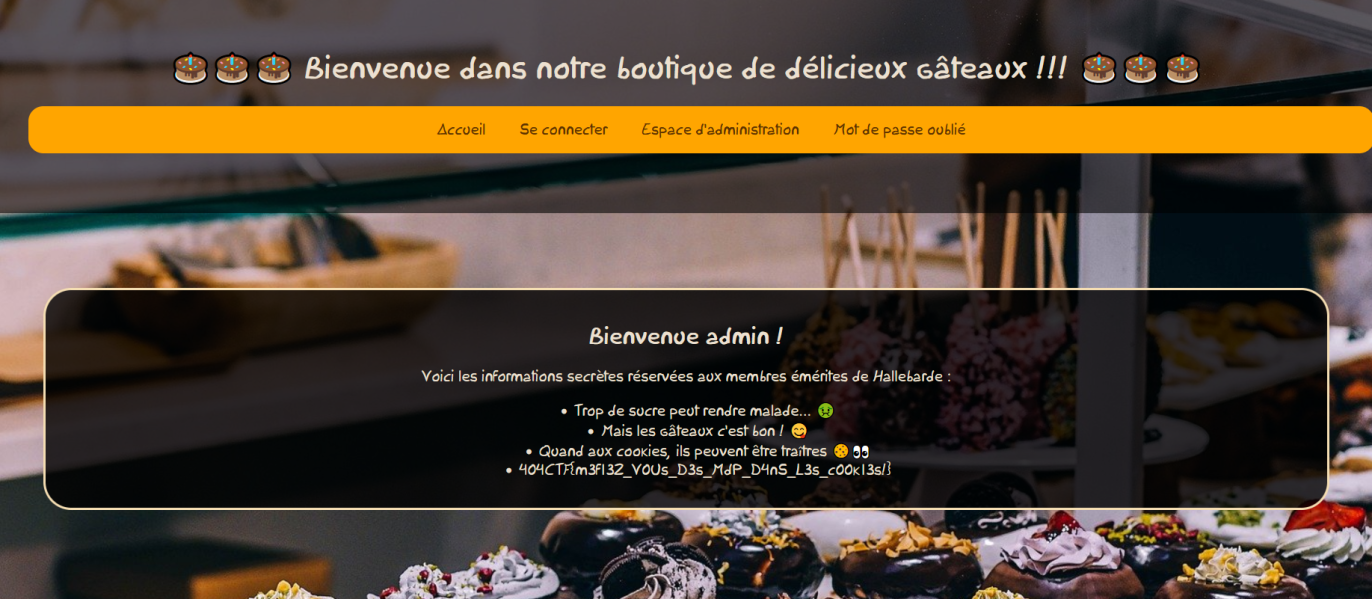 Bienvenue dans notre boutique de délicieux gâteaux !!!
Accueil Se connecter Espace d'administration Mot de passe oublié
Bienvenue admin !
Voici les informations secrètes réservées aux membres émérites de Hallebarde :
• Trop de sucre peut rendre malade... 🤢
• Mais les gâteaux c'est bon ! 😋
• Quand aux cookies, ils peuvent être traîtres 🍪👀
• 404CTF{m3f13Z_V0Us_D3s_MdP_D4nS_L3s_c00k13s!}